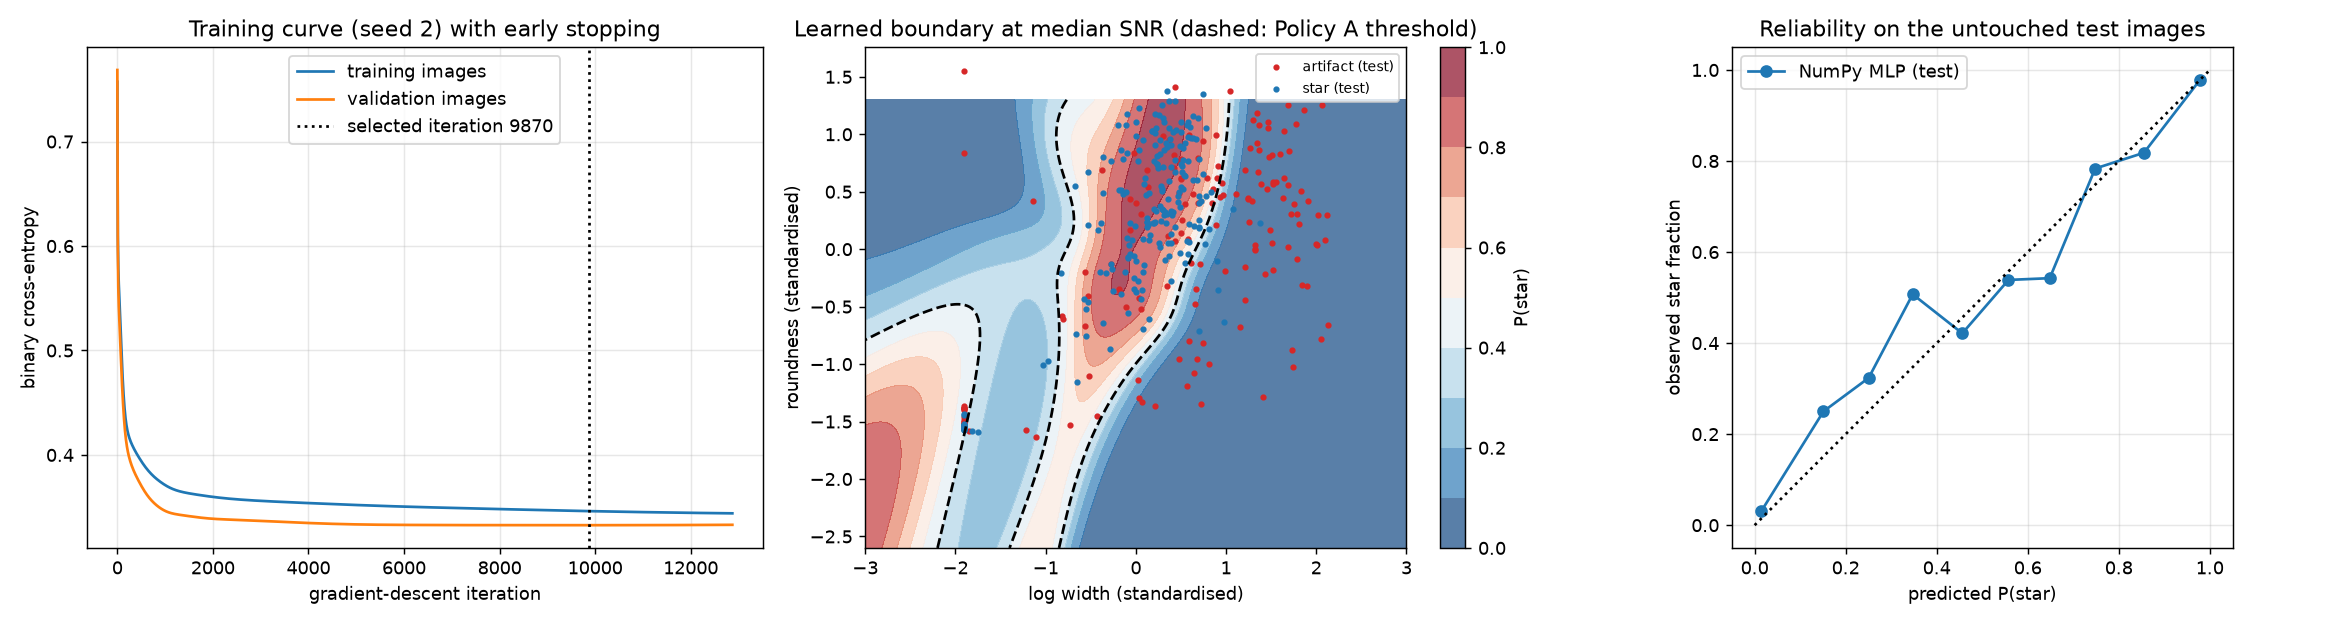 Training curve (seed 2) with early stopping
training images
validation images
selected iteration 9870
binary cross-entropy
0.7
0.6
0.5
0.4
0
2000
4000
6000
8000
10000
12000
gradient-descent iteration
Learned boundary at median SNR (dashed: Policy A threshold)
artifact (test)
star (test)
roundness (standardised)
1.5
1.0
0.5
0.0
−0.5
−1.0
−1.5
−2.0
−2.5
−3
−2
−1
0
1
2
3
log width (standardised)
1.0
0.8
0.6
0.4
0.2
0.0
P(star)
Reliability on the untouched test images
NumPy MLP (test)
observed star fraction
1.0
0.8
0.6
0.4
0.2
0.0
0.0
0.2
0.4
0.6
0.8
1.0
predicted P(star)